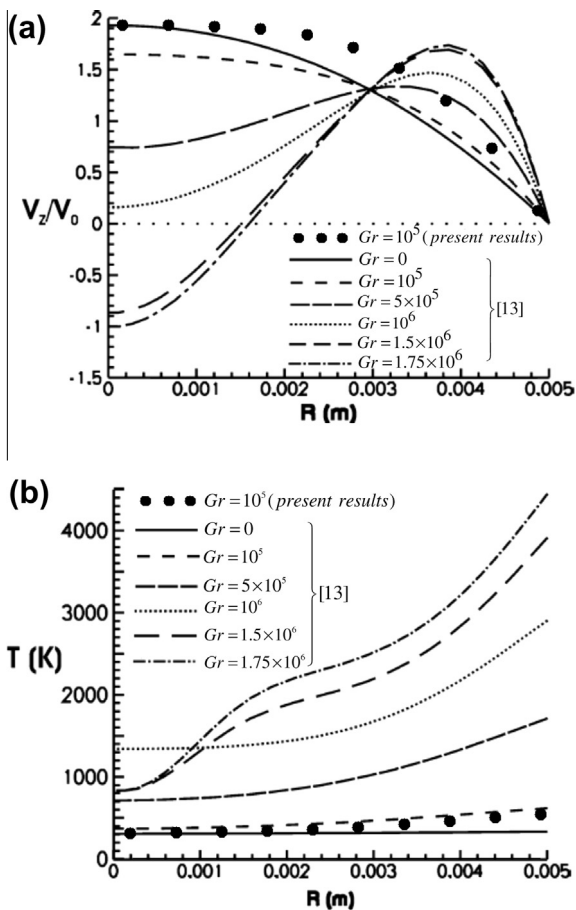 (a)
2
1.5
1
0.5
V_z/V_0
0
-0.5
-1
-1.5
Gr = 10^5 (present results)
Gr = 0
Gr = 10^5
Gr = 5×10^5
Gr = 10^6
Gr = 1.5×10^6
Gr = 1.75×10^6
[13]
0 0.001 0.002 0.003 0.004 0.005
R (m)
(b)
4000
3000
T (K)
2000
1000
0
Gr = 10^5 (present results)
Gr = 0
Gr = 10^5
Gr = 5×10^5
Gr = 10^6
Gr = 1.5×10^6
Gr = 1.75×10^6
[13]
0 0.001 0.002 0.003 0.004 0.005
R (m)